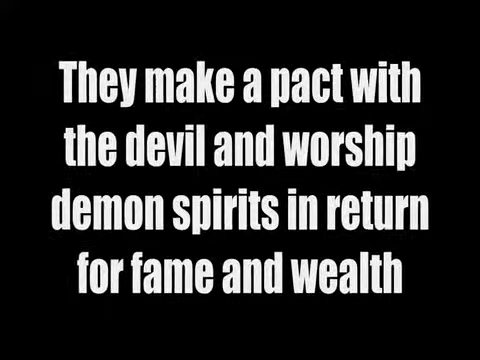 They make a pact with
the devil and worship
demon spirits in return
for fame and wealth